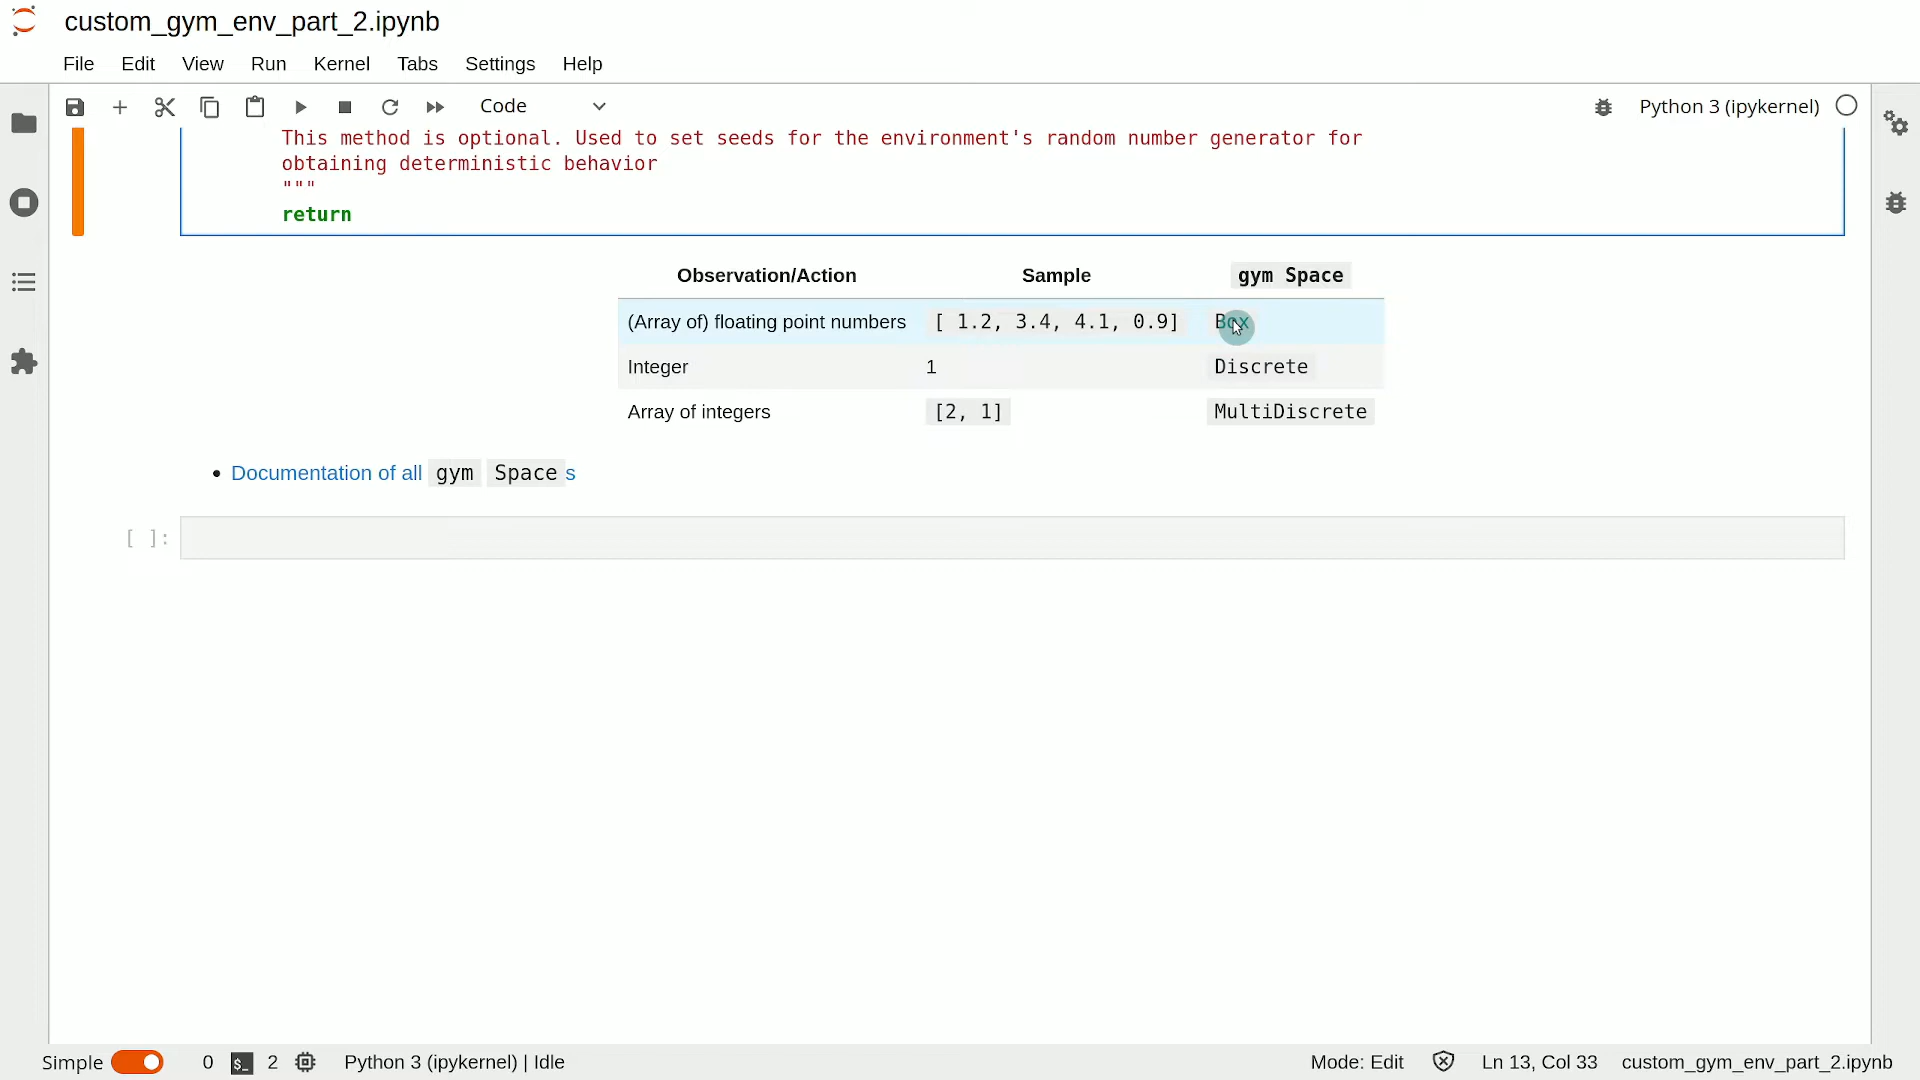 custom_gym_env_part_2.ipynb
File Edit View Run Kernel Tabs Settings Help
Code Python 3 (ipykernel)
This method is optional. Used to set seeds for the environment's random number generator for
obtaining deterministic behavior
"""
return
Observation/Action Sample gym Space
(Array of) floating point numbers [ 1.2, 3.4, 4.1, 0.9] Box
Integer 1 Discrete
Array of integers [2, 1] MultiDiscrete
• Documentation of all gym Space s
[ ]:
Simple 0 $_ 2 Python 3 (ipykernel) | Idle Mode: Edit Ln 13, Col 33 custom_gym_env_part_2.ipynb